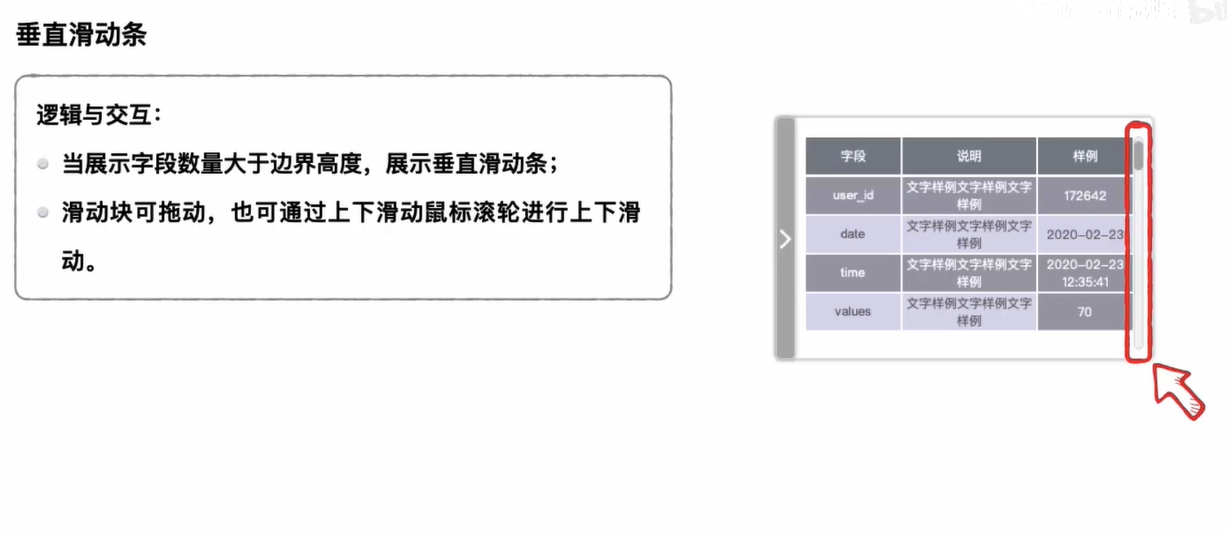 垂直滑动条
逻辑与交互：
当展示字段数量大于边界高度，展示垂直滑动条；
滑动块可拖动，也可通过上下滑动鼠标滚轮进行上下滑
动。
字段 说明 样例
user_id 文字样例文字样例文字
样例 172642
date 文字样例文字样例文字
样例 2020-02-23
time 文字样例文字样例文字
样例 2020-02-23
12:35:41
values 文字样例文字样例文字
样例 70